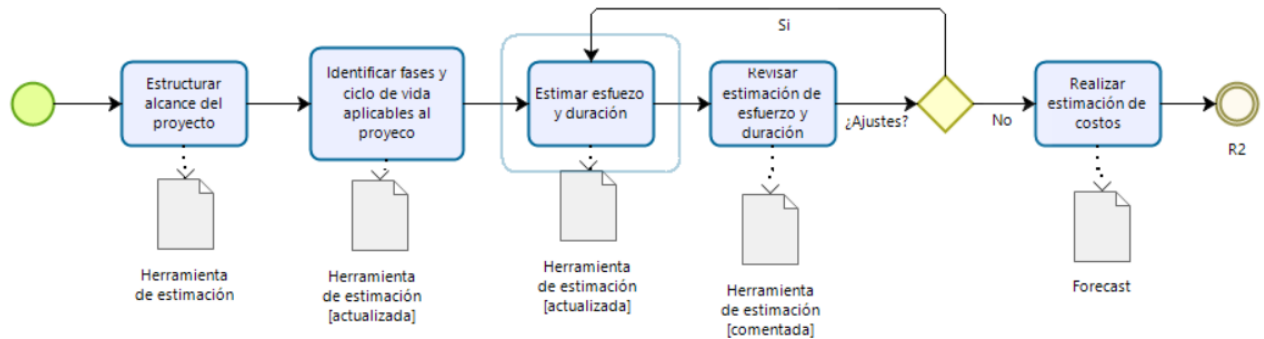 Si
Estructurar
alcance del
proyecto
Identificar fases y
ciclo de vida
aplicables al
proyeco
Estimar esfuezo
y duración
Revisar
estimación de
esfuerzo y
duración
¿Ajustes?
No
Realizar
estimación de
costos
R2
Herramienta
de estimación
Herramienta
de estimación
[actualizada]
Herramienta
de estimación
[actualizada]
Herramienta
de estimación
[comentada]
Forecast